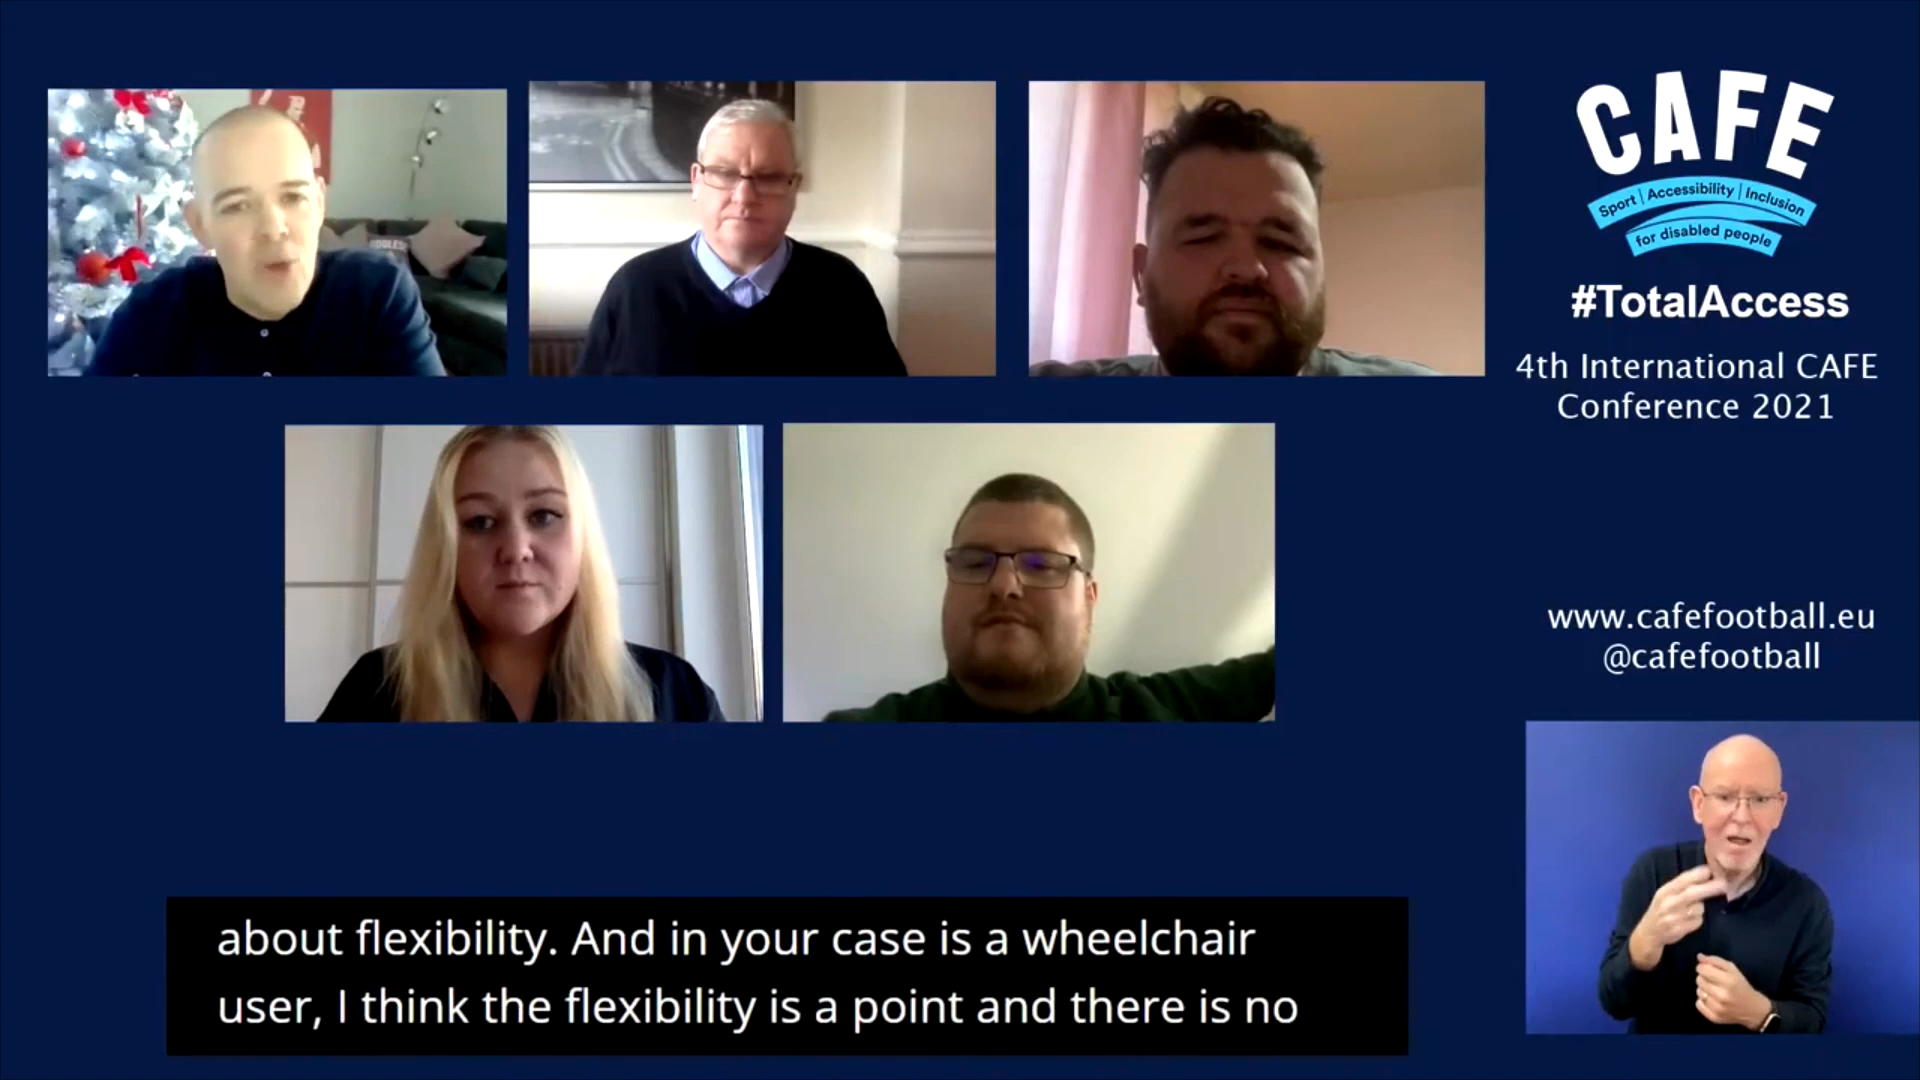 CAFE
Sport | Accessibility | Inclusion
for disabled people
#TotalAccess
4th International CAFE
Conference 2021
www.cafefootball.eu
@cafefootball
about flexibility. And in your case is a wheelchair
user, I think the flexibility is a point and there is no